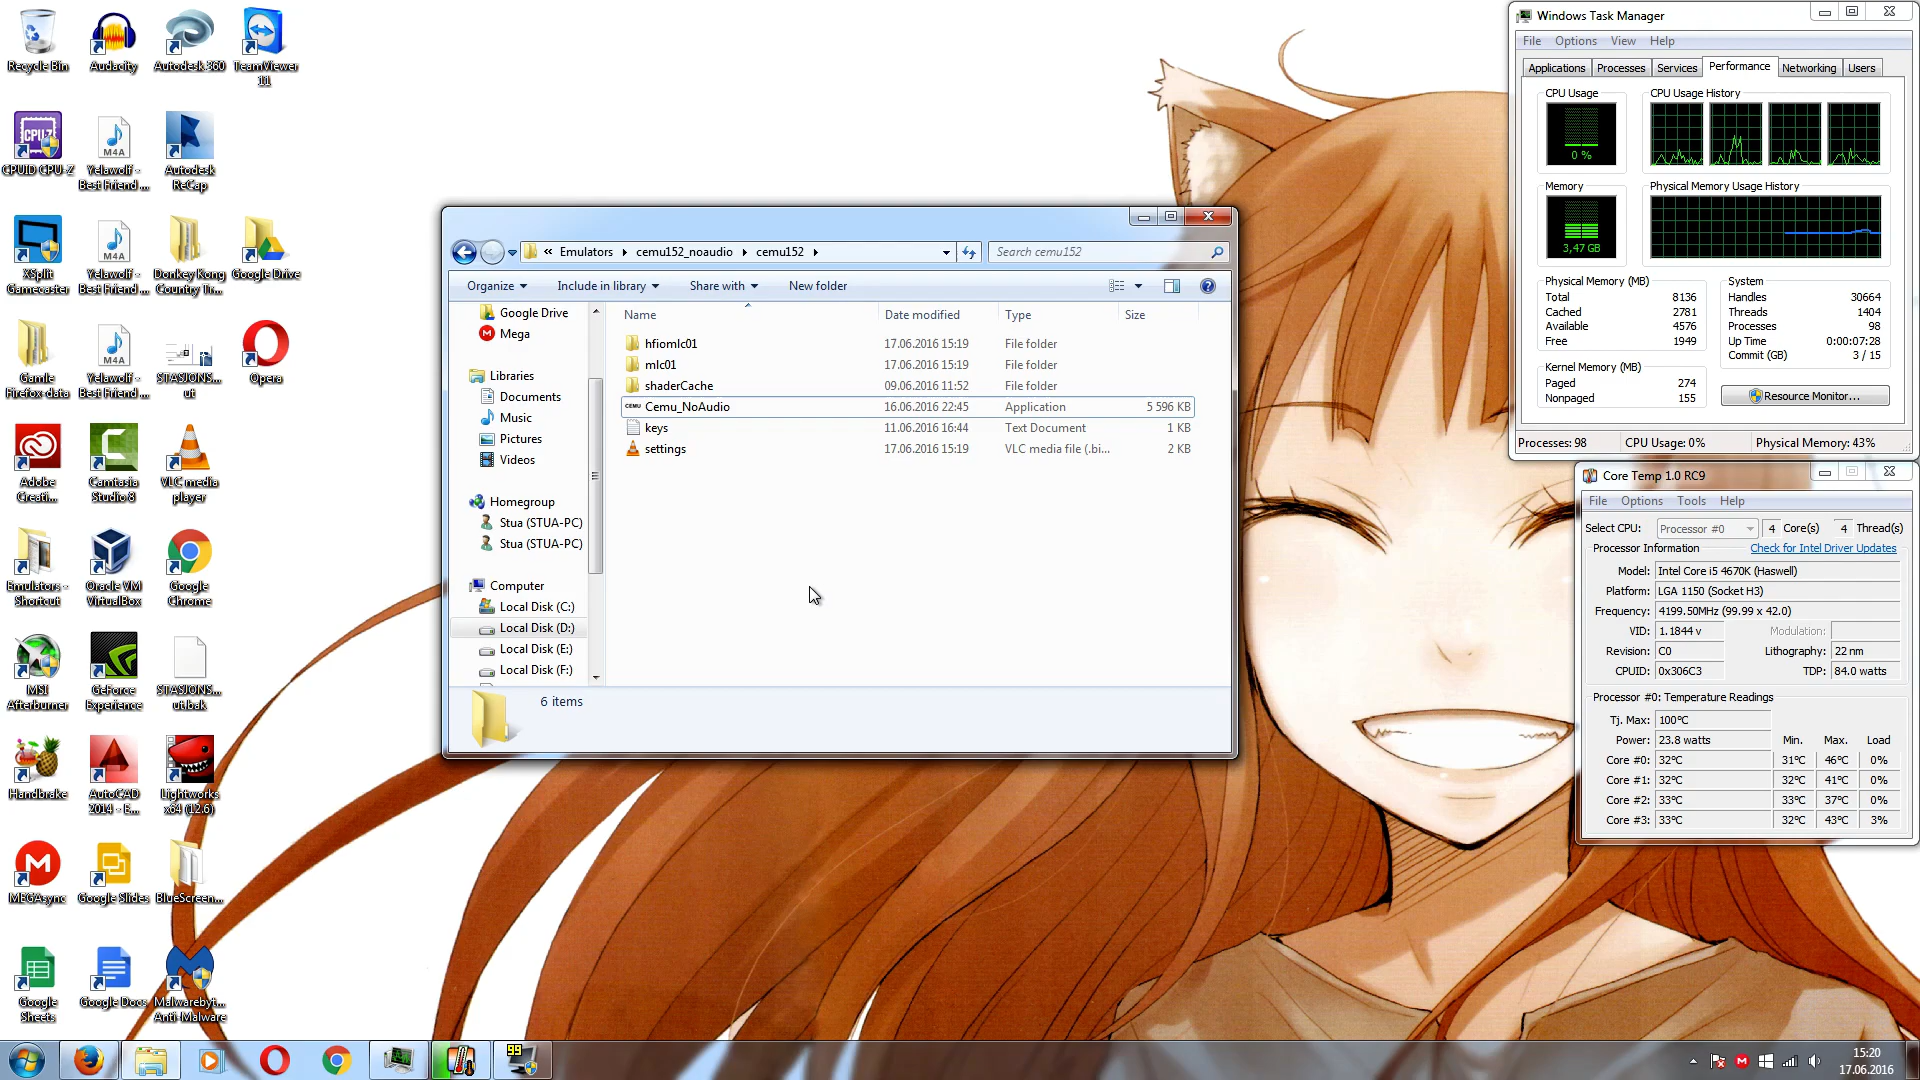 Recycle Bin
Audacity
Autodesk 360
TeamViewer
11
CPUID CPU-Z
Yelawolf -
Best Friend ...
Autodesk
ReCap
XSplit
Gamecaster
Yelawolf -
Best Friend ...
Donkey Kong
Country Tr...
Google Drive
Gamle
Firefox-data
Yelawolf -
Best Friend ...
STASJONS...
ut
Opera
Adobe
Creati...
Camtasia
Studio 8
VLC media
player
Emulators -
Shortcut
Oracle VM
VirtualBox
Google
Chrome
MSI
Afterburner
GeForce
Experience
STASJONS...
ut.bak
Handbrake
AutoCAD
2014 - E...
Lightworks
x64 (12.6)
MEGAsync
Google Slides
BlueScreen...
Google
Sheets
Google Docs
Malwareby...
Anti-Malware
« Emulators cemu152_noaudio cemu152
Search cemu152
Organize Include in library Share with New folder
Google Drive
Mega
Libraries
Documents
Music
Pictures
Videos
Homegroup
Stua (STUA-PC)
Stua (STUA-PC)
Computer
Local Disk (C:)
Local Disk (D:)
Local Disk (E:)
Local Disk (F:)
Name Date modified Type Size
hfiomlc01 17.06.2016 15:19 File folder
mlc01 17.06.2016 15:19 File folder
shaderCache 09.06.2016 11:52 File folder
CEMU Cemu_NoAudio 16.06.2016 22:45 Application 5 596 KB
keys 11.06.2016 16:44 Text Document 1 KB
settings 17.06.2016 15:19 VLC media file (.bi... 2 KB
6 items
Windows Task Manager
File Options View Help
Applications Processes Services Performance Networking Users
CPU Usage CPU Usage History
0 %
Memory Physical Memory Usage History
3,47 GB
Physical Memory (MB)
Total 8136
Cached 2781
Available 4576
Free 1949
Kernel Memory (MB)
Paged 274
Nonpaged 155
System
Handles 30664
Threads 1404
Processes 98
Up Time 0:00:07:28
Commit (GB) 3 / 15
Resource Monitor...
Processes: 98 CPU Usage: 0% Physical Memory: 43%
Core Temp 1.0 RC9
File Options Tools Help
Select CPU: Processor #0 4 Core(s) 4 Thread(s)
Processor Information Check for Intel Driver Updates
Model: Intel Core i5 4670K (Haswell)
Platform: LGA 1150 (Socket H3)
Frequency: 4199.50MHz (99.99 x 42.0)
VID: 1.1844 v Modulation:
Revision: C0 Lithography: 22 nm
CPUID: 0x306C3 TDP: 84.0 watts
Processor #0: Temperature Readings
Tj. Max: 100°C
Power: 23.8 watts Min. Max. Load
Core #0: 32°C 31°C 46°C 0%
Core #1: 32°C 32°C 41°C 0%
Core #2: 33°C 33°C 37°C 0%
Core #3: 33°C 32°C 43°C 3%
99
15:20
17.06.2016